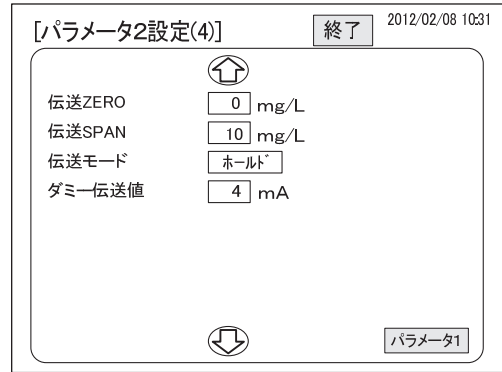 [パラメータ2設定(4)] 終了 2012/02/08 10:31
伝送ZERO 0 mg/L
伝送SPAN 10 mg/L
伝送モード ホールド
ダミー伝送値 4 mA
パラメータ1